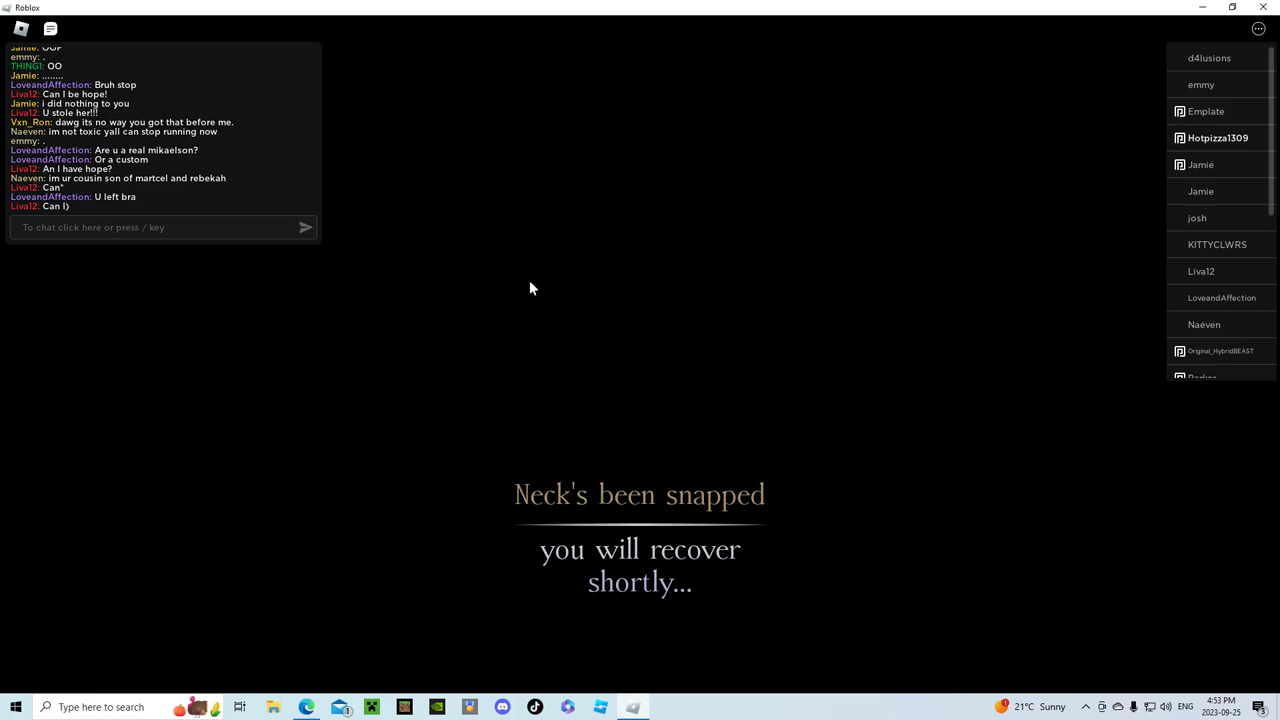 Roblox
Jamie: OOP
emmy: .
THING1: OO
Jamie: ........
LoveandAffection: Bruh stop
Liva12: Can I be hope!
Jamie: i did nothing to you
Liva12: U stole her!!!
Vxn_Ron: dawg its no way you got that before me.
Naeven: im not toxic yall can stop running now
emmy: .
LoveandAffection: Are u a real mikaelson?
LoveandAffection: Or a custom
Liva12: An I have hope?
Naeven: im ur cousin son of martcel and rebekah
Liva12: Can*
LoveandAffection: U left bra
Liva12: Can I)
To chat click here or press / key
d4lusions
emmy
Emplate
Hotpizza1309
Jamie
Jamie
josh
KITTYCLWRS
Liva12
LoveandAffection
Naeven
Original_HybridBEAST
Neck's been snapped
you will recover
shortly...
Type here to search
21°C Sunny
ENG
4:53 PM
2023-09-25